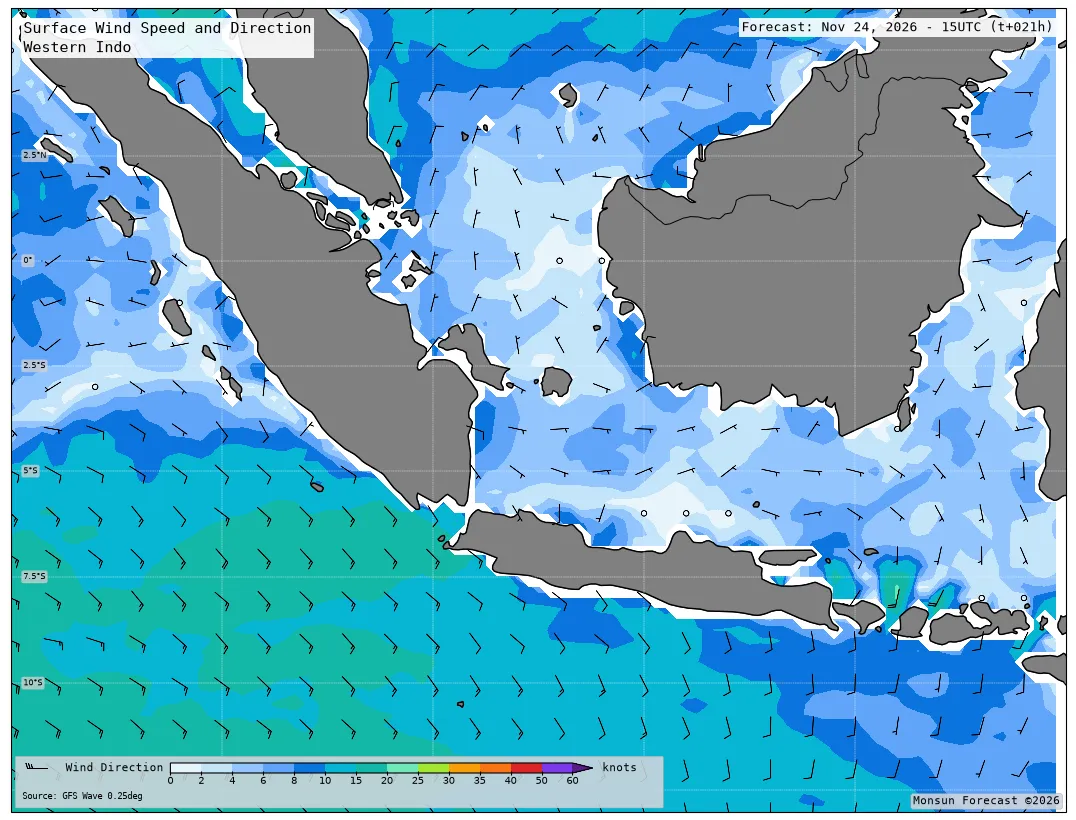 Surface Wind Speed and Direction
Western Indo
Forecast: Nov 24, 2026 - 15UTC (t+021h)
2.5°N
0°
2.5°S
5°S
7.5°S
10°S
Wind Direction
0 2 4 6 8 10 15 20 25 30 35 40 50 60
knots
Source: GFS Wave 0.25deg
Monsun Forecast ©2026